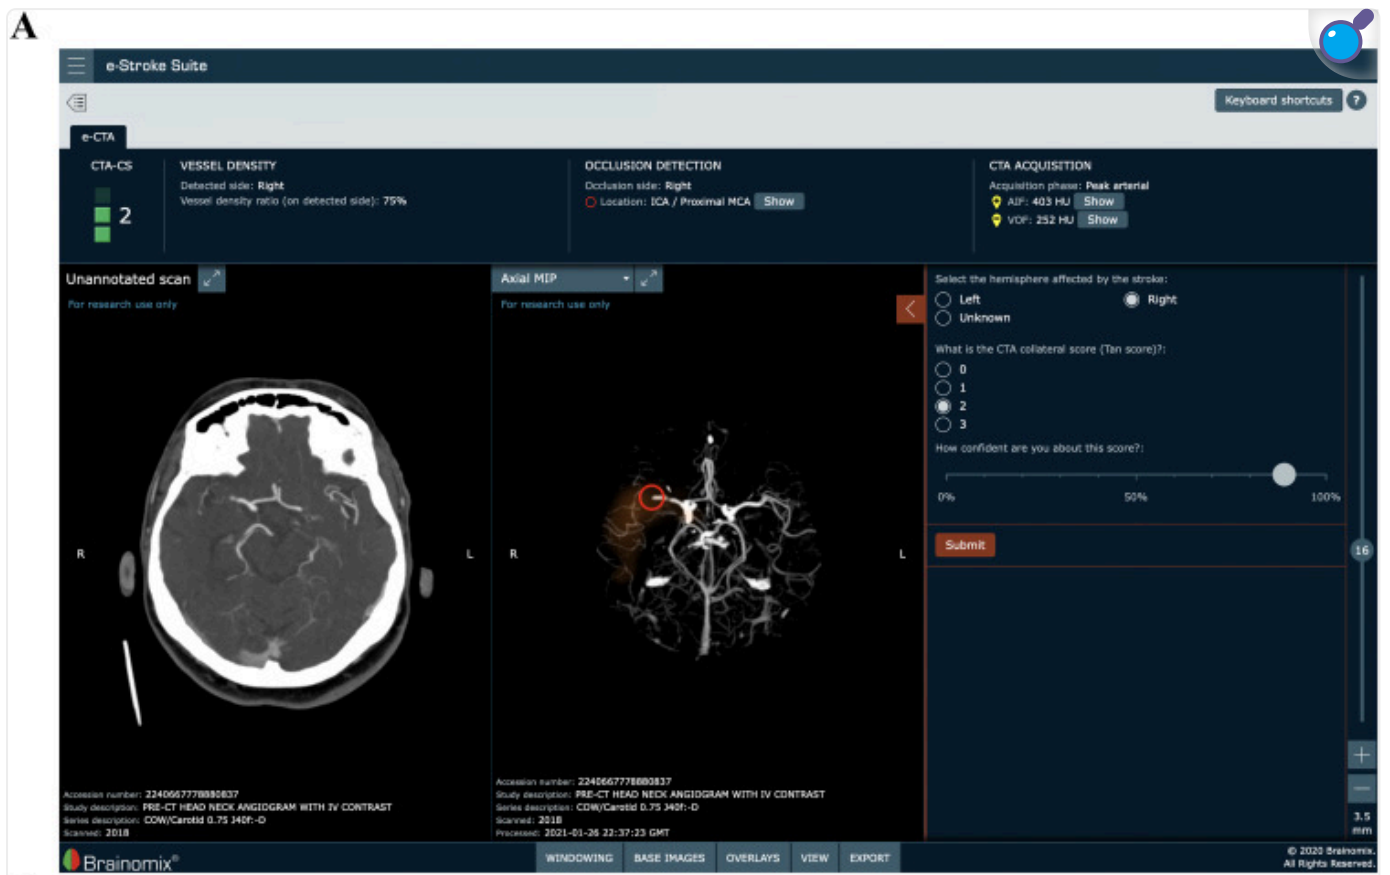 A
e-Stroke Suite
Keyboard shortcuts ?
e-CTA
CTA-CS
2
VESSEL DENSITY
Detected side: Right
Vessel density ratio (on detected side): 75%
OCCLUSION DETECTION
Occlusion side: Right
Location: ICA / Proximal MCA Show
CTA ACQUISITION
Acquisition phase: Peak arterial
AIF: 403 HU Show
VOF: 252 HU Show
Unannotated scan
For research use only
R
L
Accession number: 2240667778880837
Study description: PRE-CT HEAD NECK ANGIOGRAM WITH IV CONTRAST
Series description: COW/Carotid 0.75 J40f:-D
Scanned: 2018
Axial MIP
For research use only
R
L
Accession number: 2240667778880837
Study description: PRE-CT HEAD NECK ANGIOGRAM WITH IV CONTRAST
Series description: COW/Carotid 0.75 J40f:-D
Scanned: 2018
Processed: 2021-01-26 22:37:23 GMT
Select the hemisphere affected by the stroke:
Left Right
Unknown
What is the CTA collateral score (Tan score)?:
0
1
2
3
How confident are you about this score?:
0% 50% 100%
Submit
16
+
−
3.5
mm
Brainomix®
WINDOWING BASE IMAGES OVERLAYS VIEW EXPORT
© 2020 Brainomix.
All Rights Reserved.